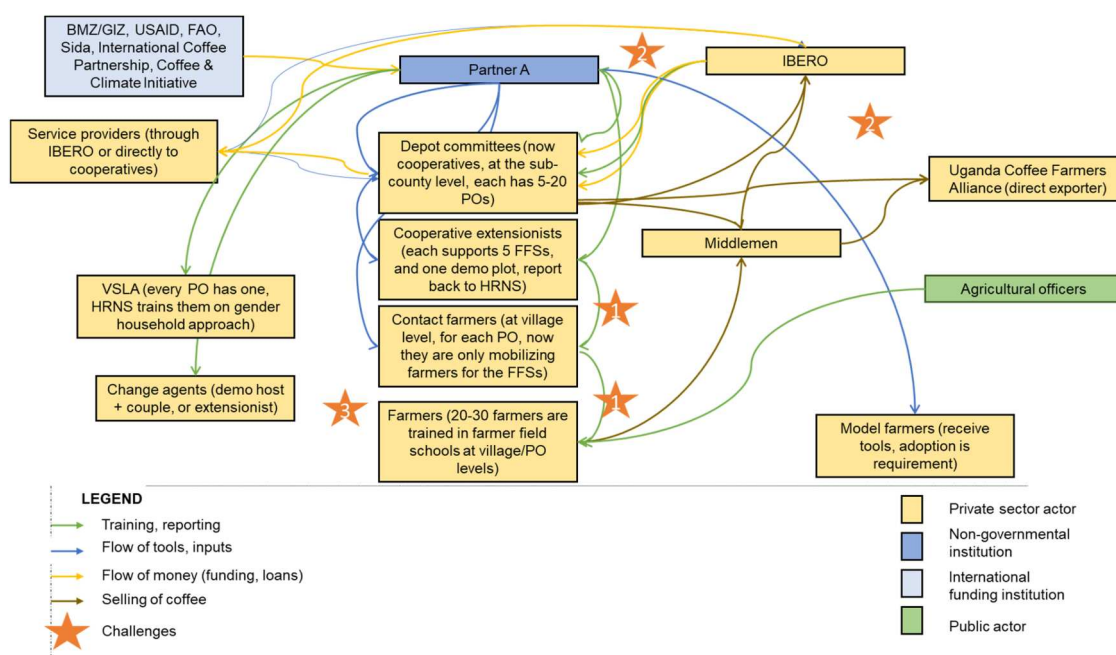 BMZ/GIZ, USAID, FAO,
Sida, International Coffee
Partnership, Coffee &
Climate Initiative
Partner A
2
IBERO
2
Service providers (through
IBERO or directly to
cooperatives)
Depot committees (now
cooperatives, at the sub-
county level, each has 5-20
POs)
Uganda Coffee Farmers
Alliance (direct exporter)
Cooperative extensionists
(each supports 5 FFSs,
and one demo plot, report
back to HRNS)
Middlemen
VSLA (every PO has one,
HRNS trains them on gender
household approach)
Agricultural officers
1
Contact farmers (at village
level, for each PO, now
they are only mobilizing
farmers for the FFSs)
Change agents (demo host
+ couple, or extensionist)
3
1
Farmers (20-30 farmers are
trained in farmer field
schools at village/PO
levels)
Model farmers (receive
tools, adoption is
requirement)
LEGEND
Training, reporting
Flow of tools, inputs
Flow of money (funding, loans)
Selling of coffee
Challenges
Private sector actor
Non-governmental
institution
International
funding institution
Public actor